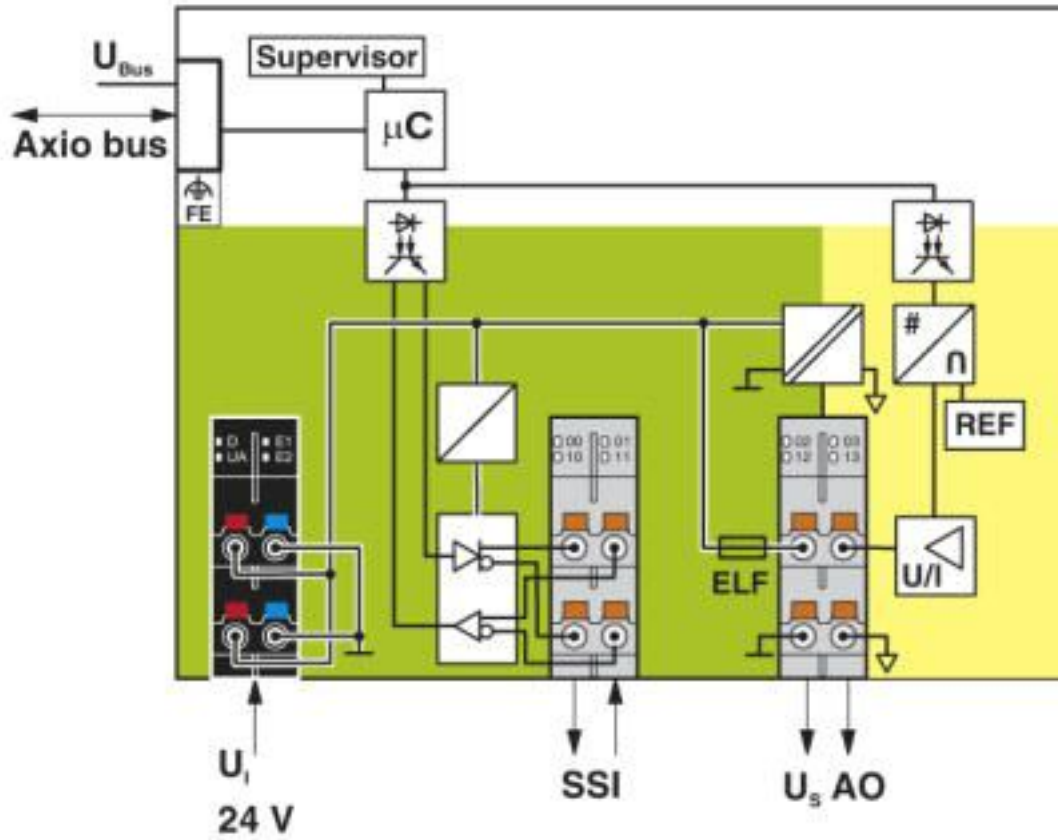 U_Bus
Supervisor
µC
Axio bus
FE
#
n
REF
D E1
UA E2
00 01
10 11
02 03
12 13
ELF
U/I
U_I
24 V
SSI
U_S AO